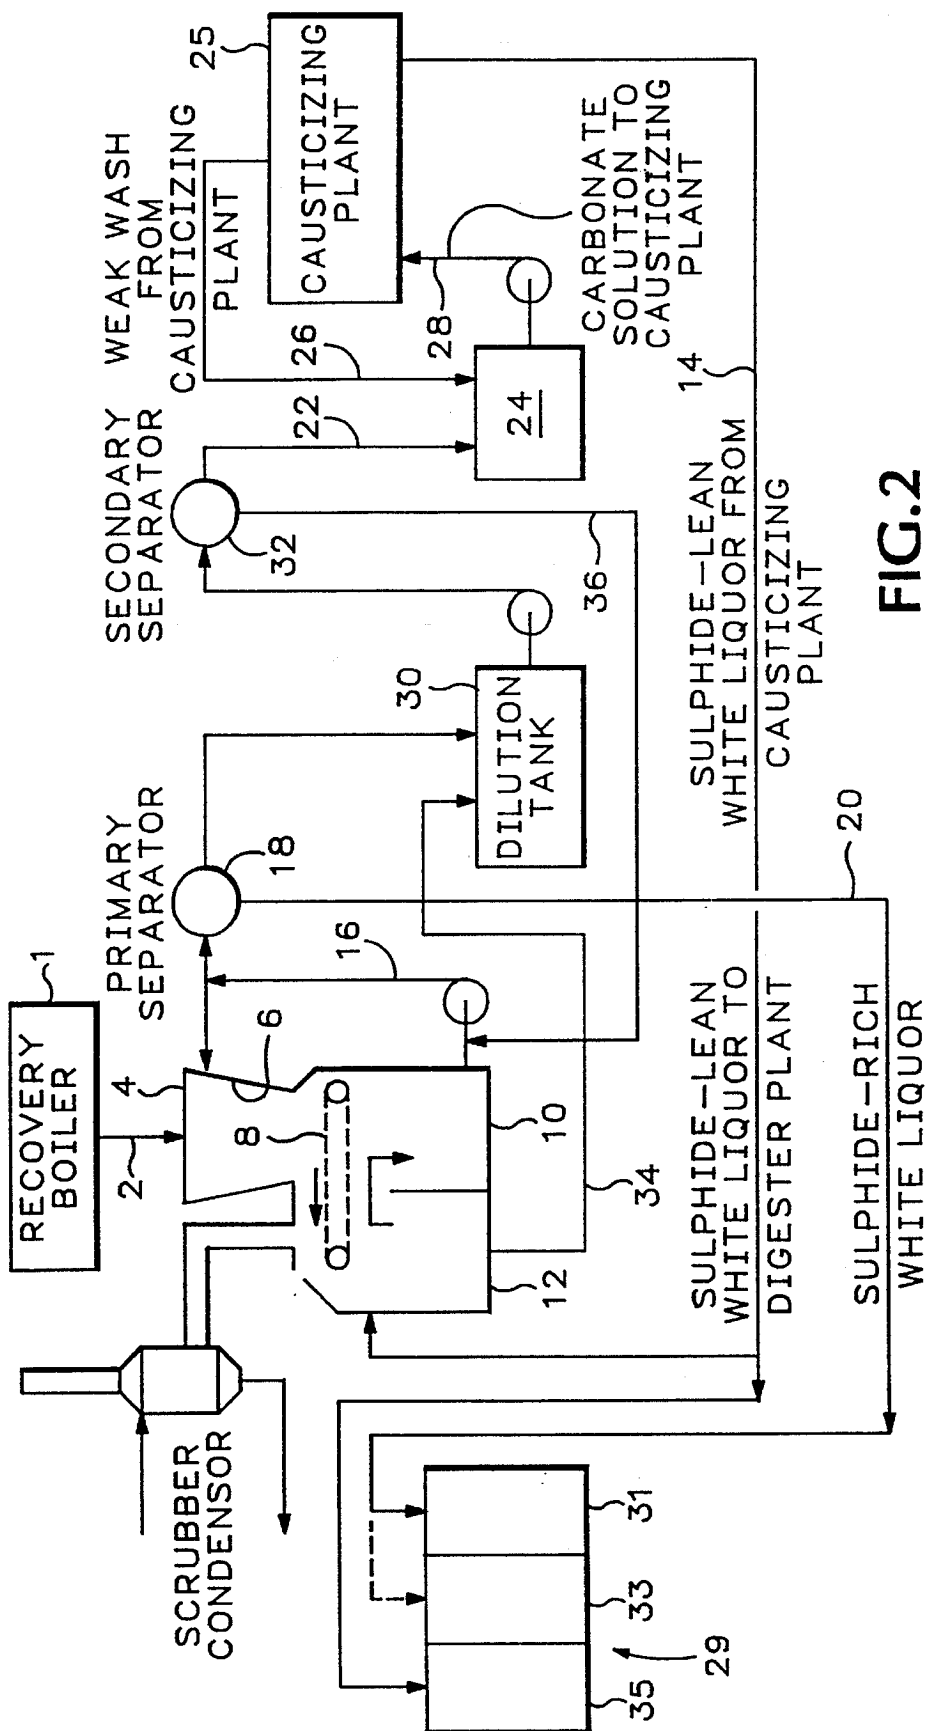 RECOVERY
BOILER
1
2
4
6
8
10
12
SCRUBBER
CONDENSOR
PRIMARY
SEPARATOR
18
16
34
DILUTION
TANK
30
SECONDARY
SEPARATOR
32
36
22
24
26
28
WEAK WASH
FROM
CAUSTICIZING
PLANT
25
CAUSTICIZING
PLANT
CARBONATE
SOLUTION TO
CAUSTICIZING
PLANT
14
SULPHIDE-LEAN
WHITE LIQUOR FROM
CAUSTICIZING
PLANT
20
SULPHIDE-LEAN
WHITE LIQUOR TO
DIGESTER PLANT
SULPHIDE-RICH
WHITE LIQUOR
35
33
31
29
FIG.2